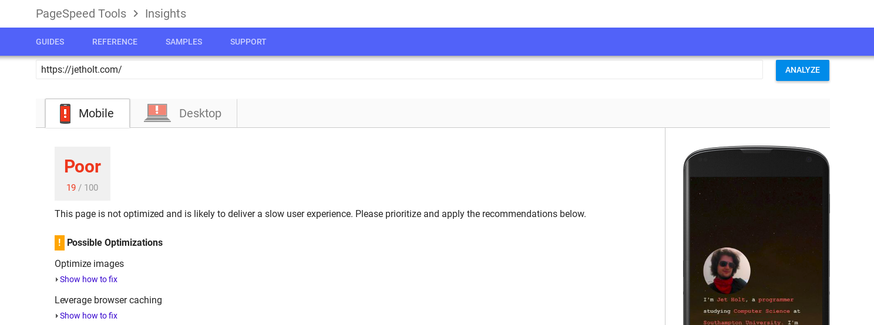 PageSpeed Tools > Insights
GUIDES REFERENCE SAMPLES SUPPORT
https://jetholt.com/
ANALYZE
Mobile
Desktop
Poor
19 / 100
This page is not optimized and is likely to deliver a slow user experience. Please prioritize and apply the recommendations below.
! Possible Optimizations
Optimize images
Show how to fix
Leverage browser caching
Show how to fix
I'm Jet Holt, a programmer
studying Computer Science at
Southampton University. I'm